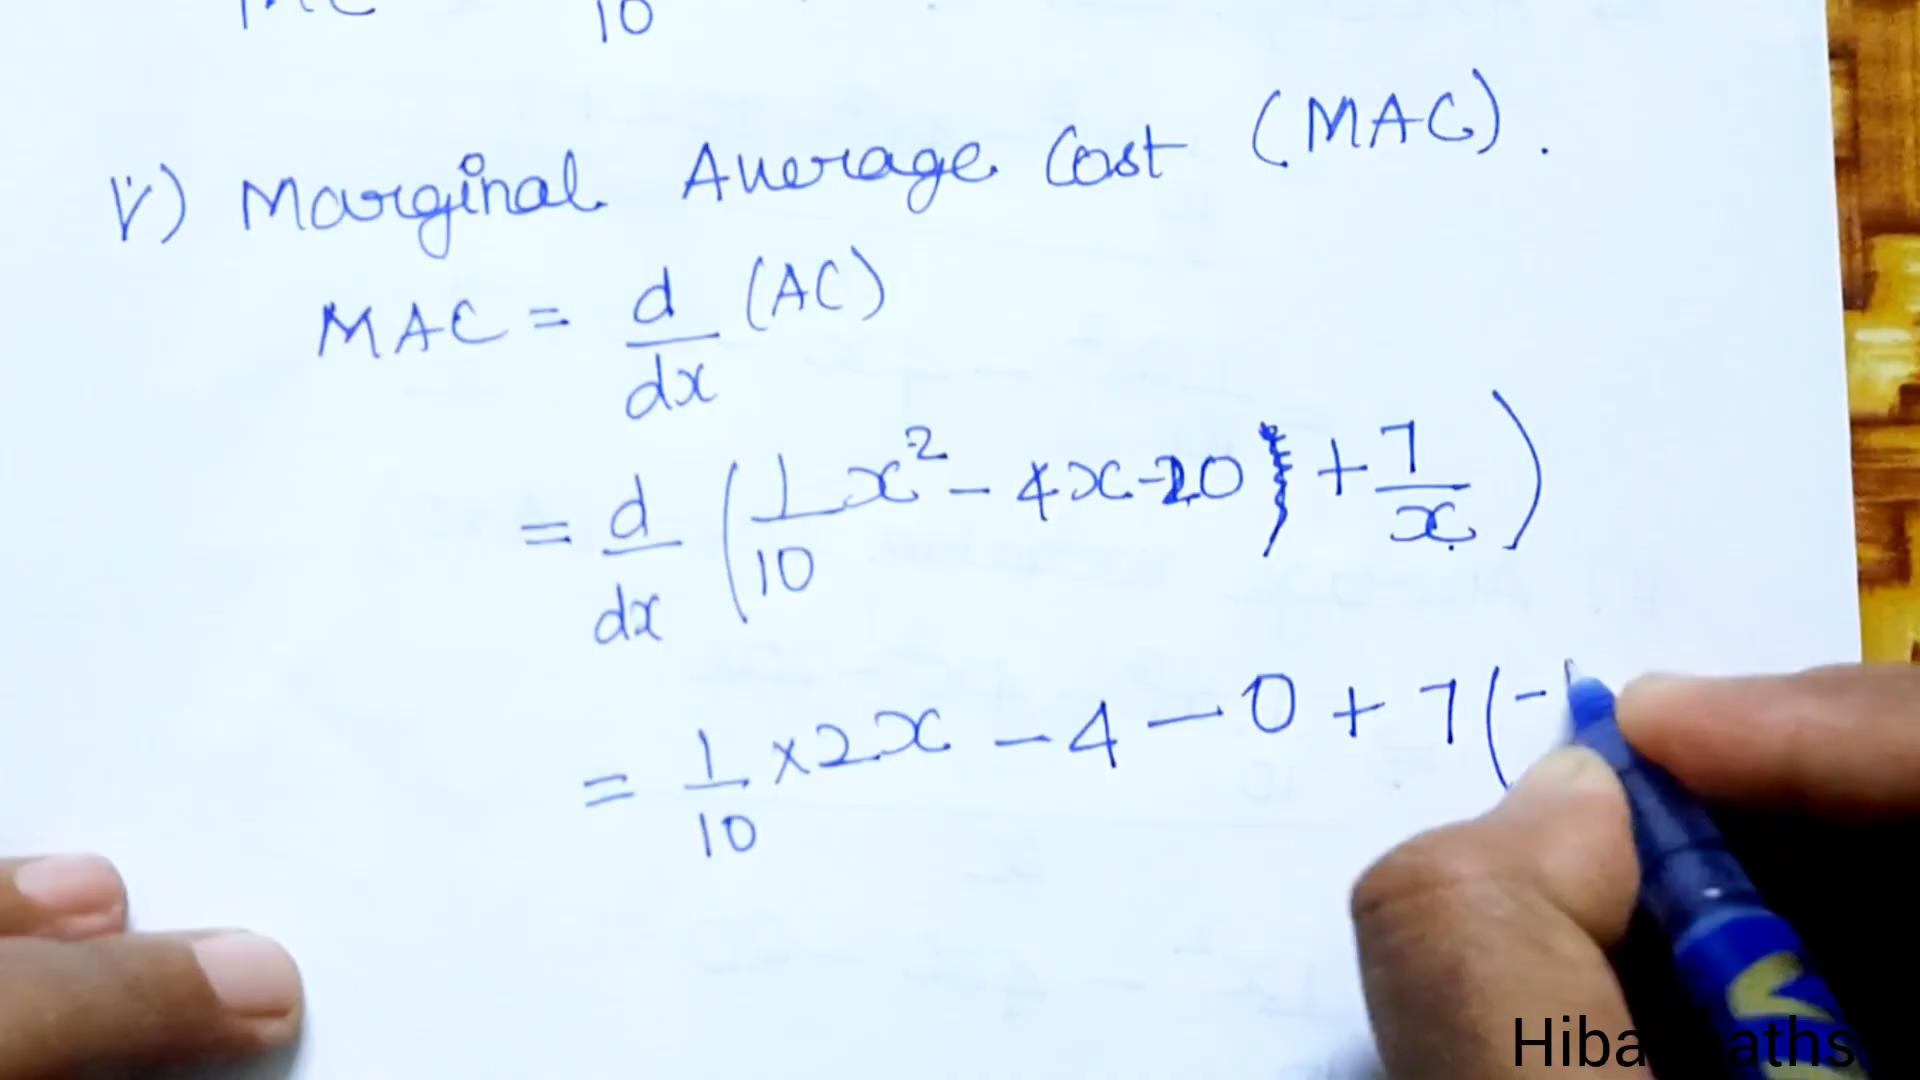 10
V) Marginal Average Cost (MAC).
MAC = d/dx (AC)
= d/dx (1/10 x² - 4x - 20 + 7/x)
= 1/10 × 2x - 4 - 0 + 7(-
Hiba